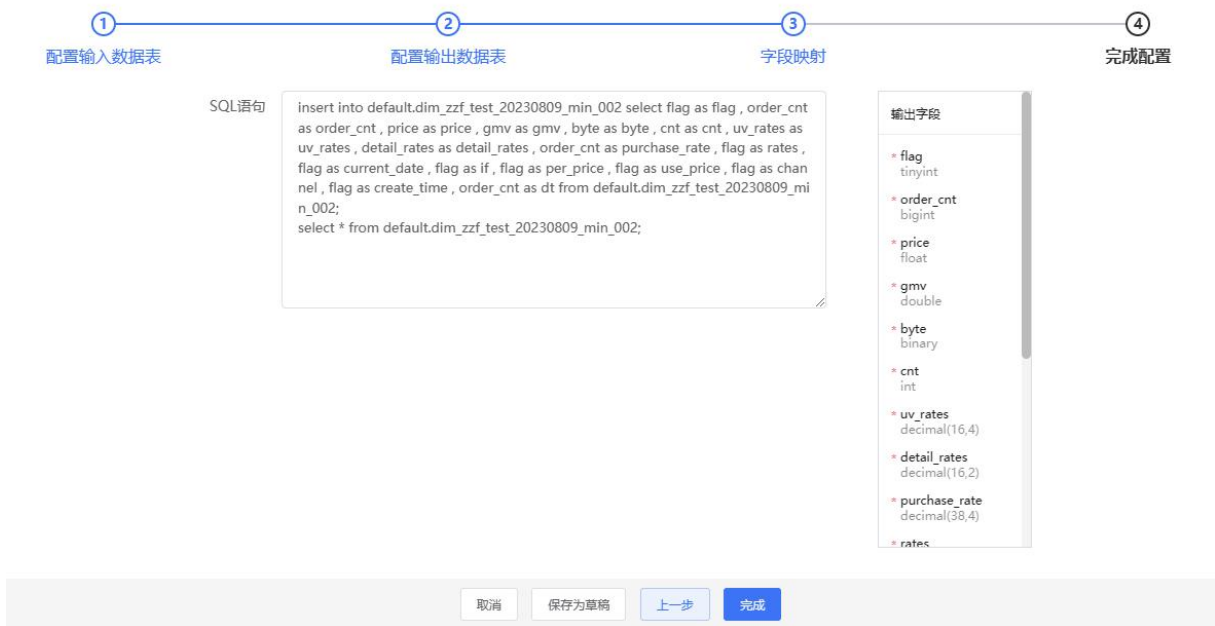 1
2
3
4
配置输入数据表
配置输出数据表
字段映射
完成配置
SQL语句
insert into default.dim_zzf_test_20230809_min_002 select flag as flag , order_cnt
as order_cnt , price as price , gmv as gmv , byte as byte , cnt as cnt , uv_rates as
uv_rates , detail_rates as detail_rates , order_cnt as purchase_rate , flag as rates ,
flag as current_date , flag as if , flag as per_price , flag as use_price , flag as chan
nel , flag as create_time , order_cnt as dt from default.dim_zzf_test_20230809_mi
n_002;
select * from default.dim_zzf_test_20230809_min_002;
输出字段
* flag
tinyint
* order_cnt
bigint
* price
float
* gmv
double
* byte
binary
* cnt
int
* uv_rates
decimal(16,4)
* detail_rates
decimal(16,2)
* purchase_rate
decimal(38,4)
* rates
取消
保存为草稿
上一步
完成